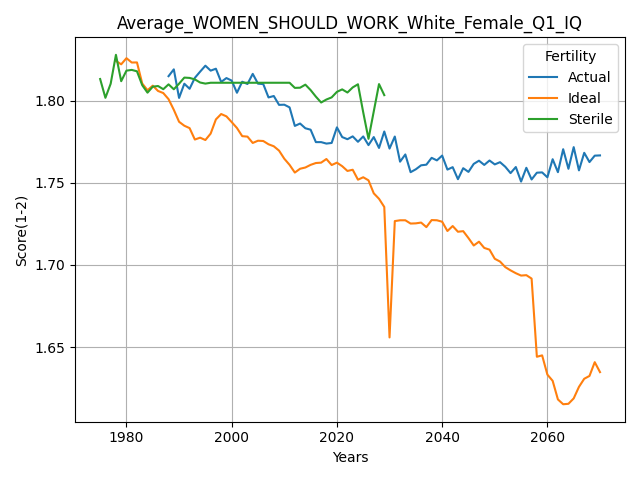 Average_WOMEN_SHOULD_WORK_White_Female_Q1_IQ
Fertility
Actual
Ideal
Sterile
Score(1-2)
1.80
1.75
1.70
1.65
1980 2000 2020 2040 2060
Years